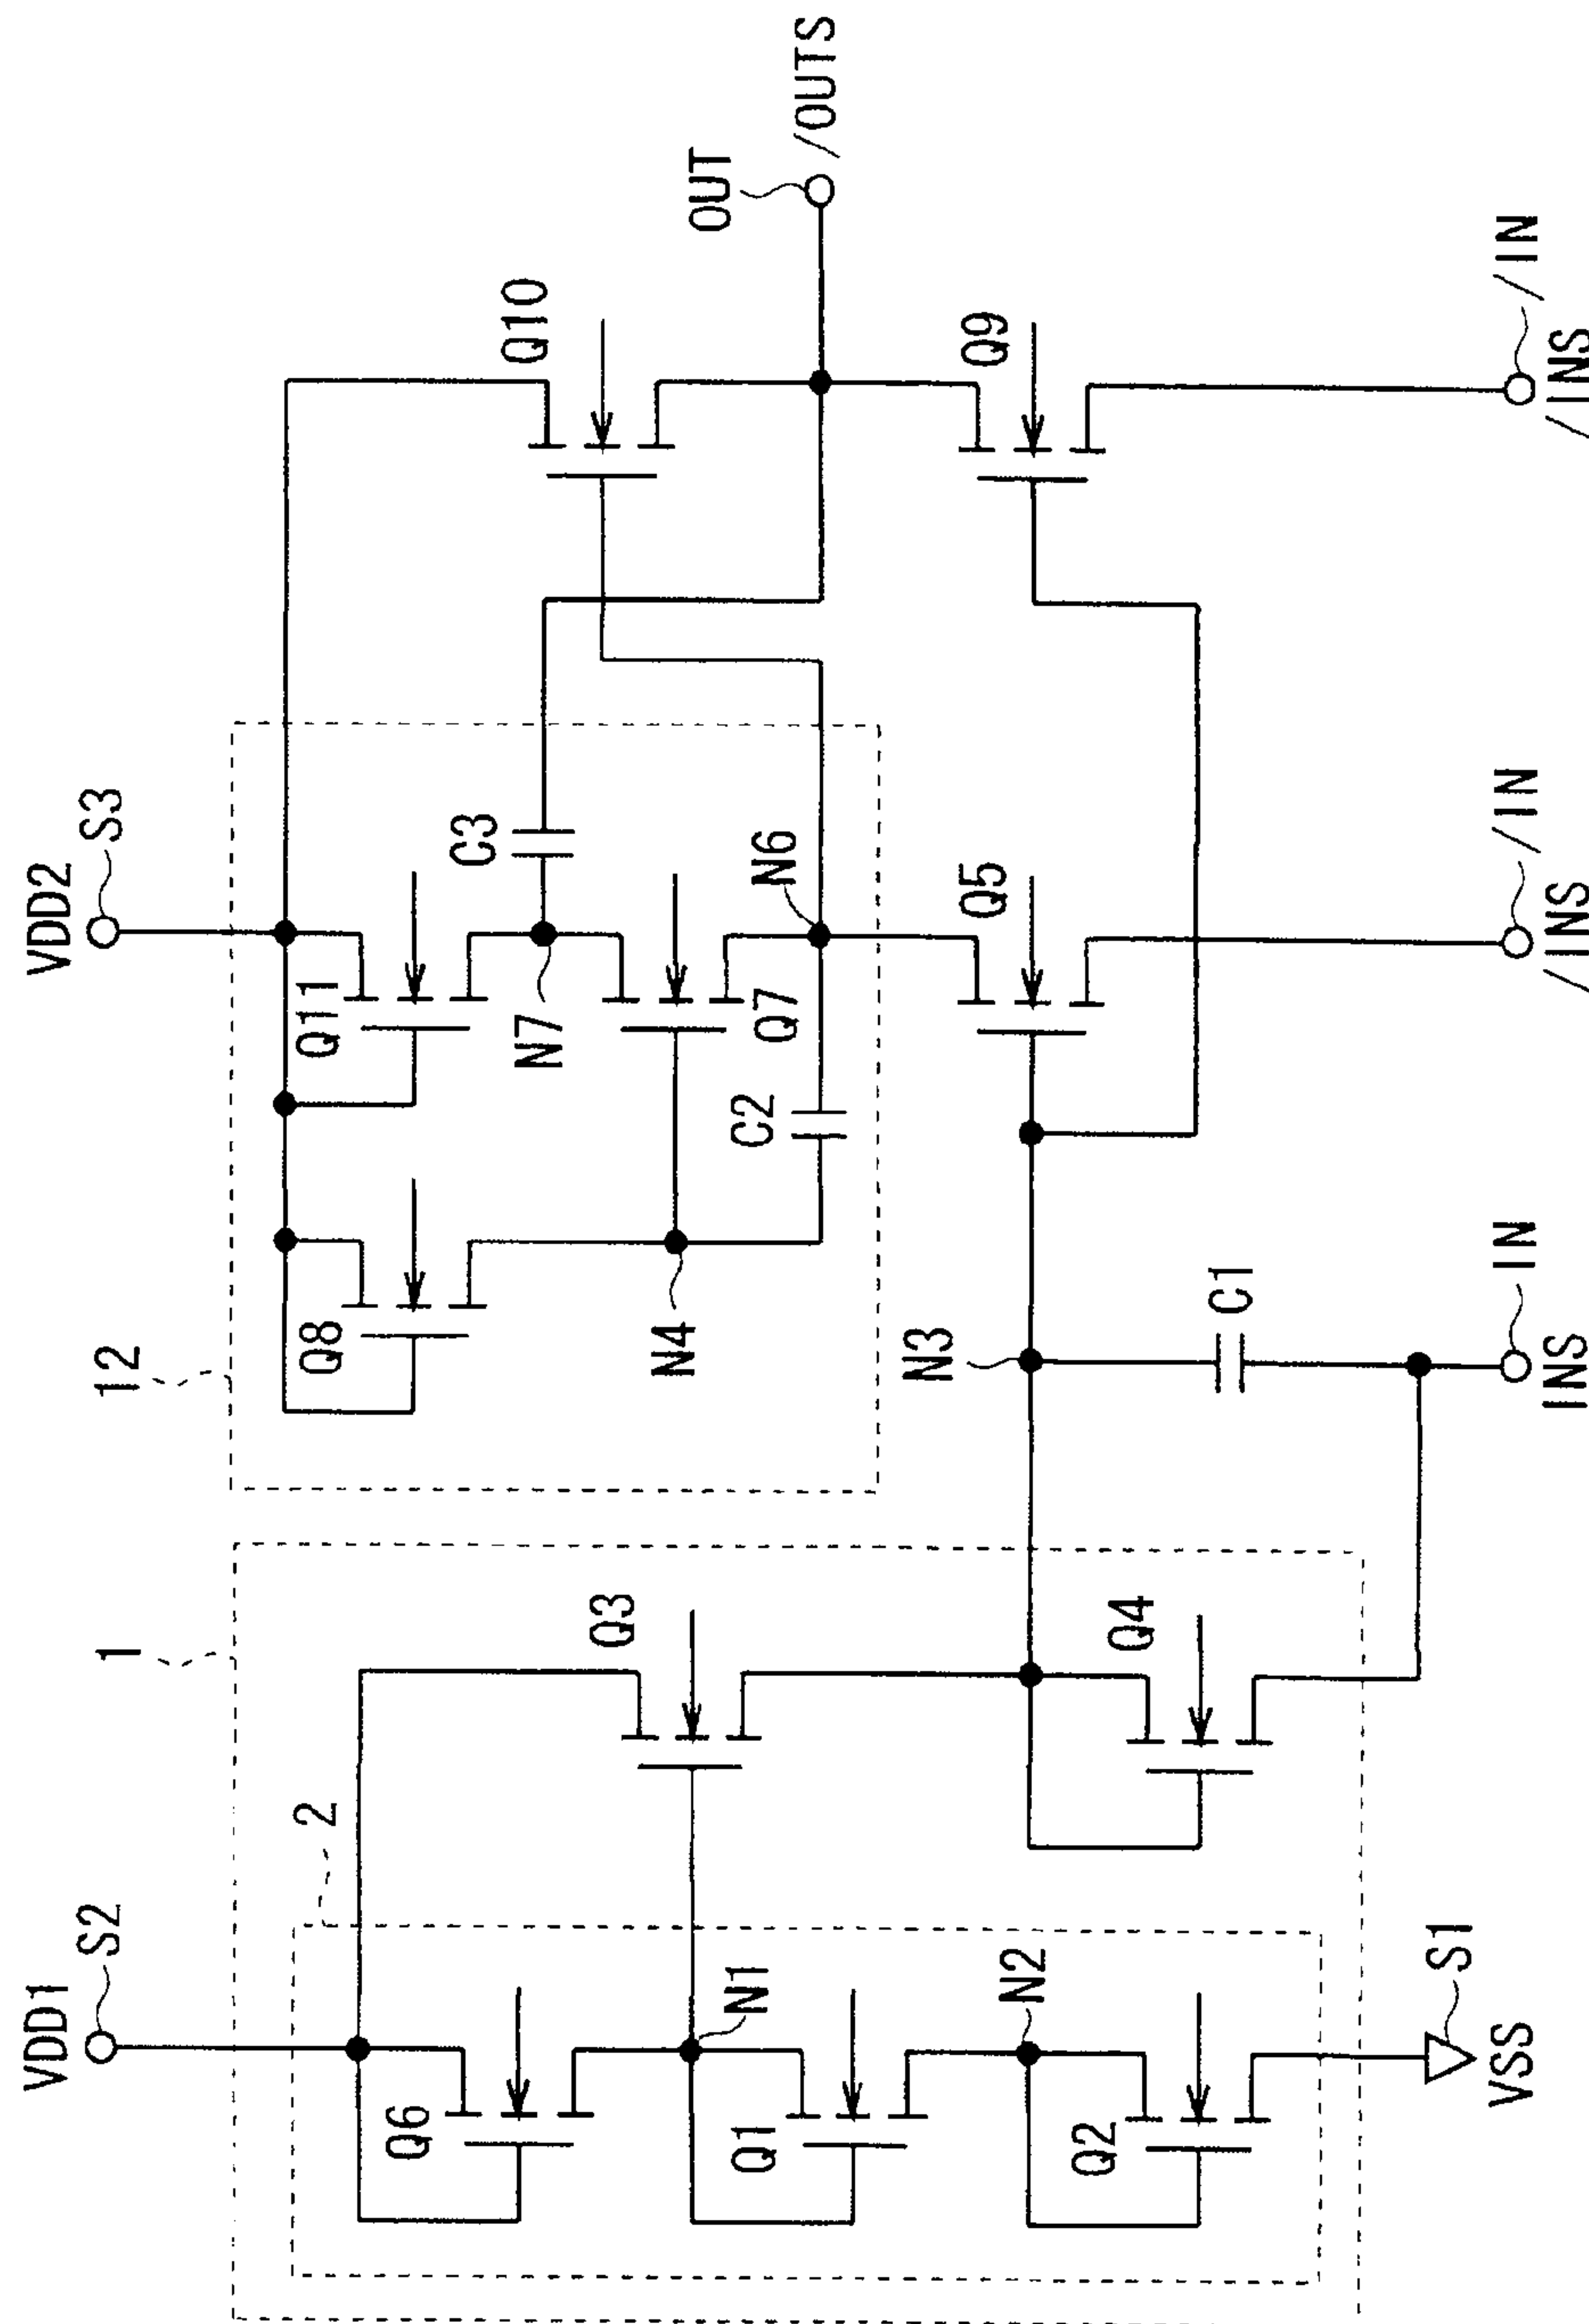 VDD1
S2
1
2
Q6
N1
Q3
Q1
N2
Q2
Q4
S1
VSS
12
VDD2
S3
Q8
Q11
N7
C3
N4
Q7
C2
N6
Q10
OUT
/OUTS
N3
C1
Q5
Q9
IN
INS
/IN
/INS
/IN
/INS